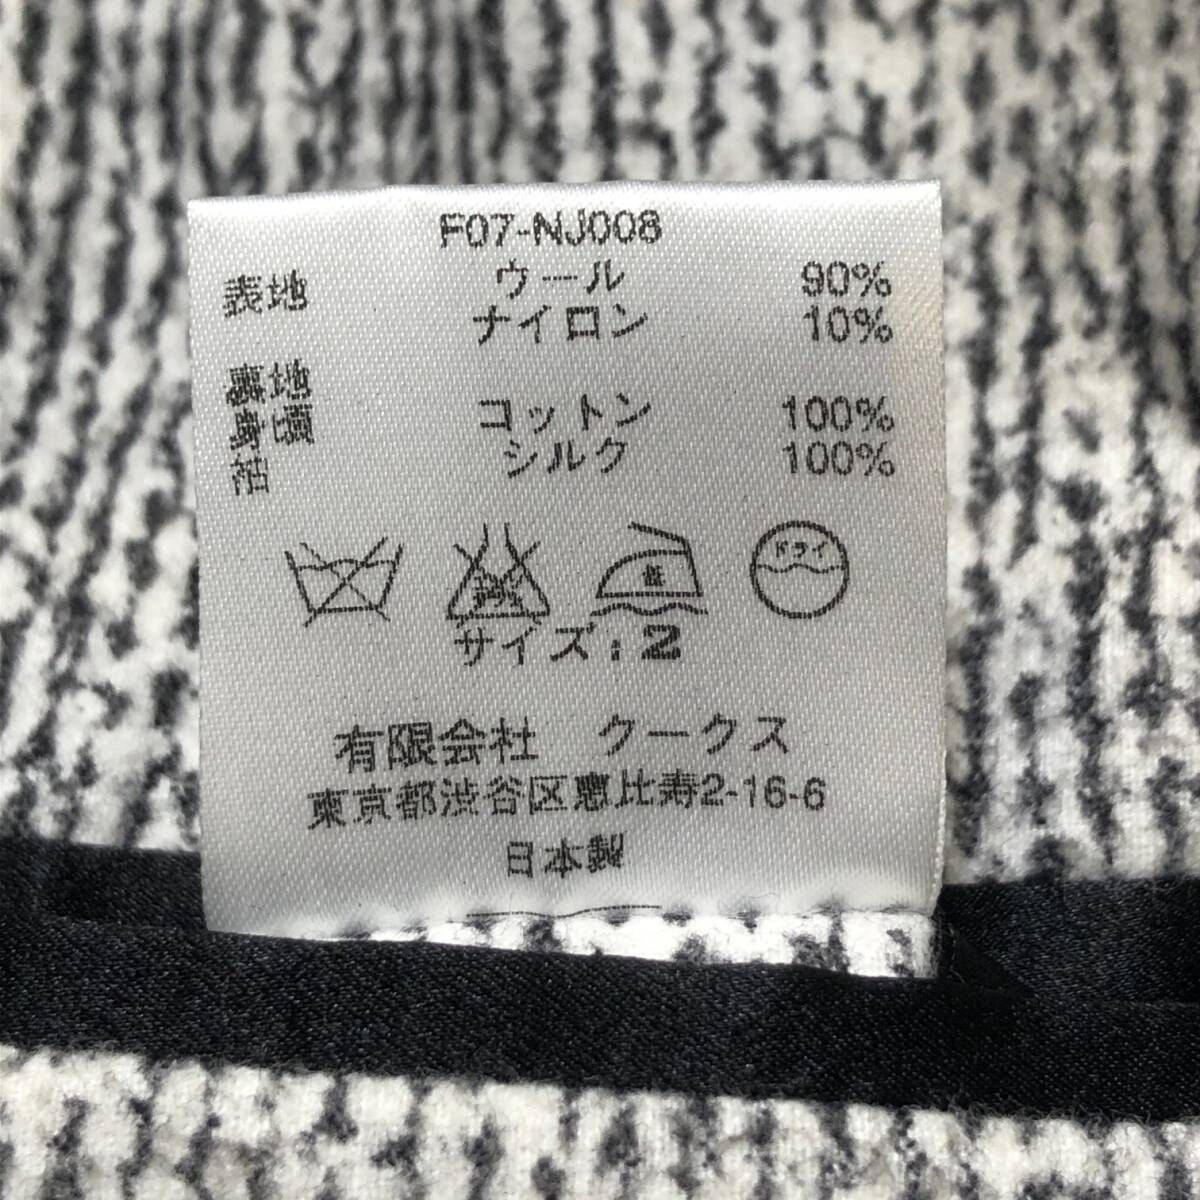 F07-NJ008
表地 ウール 90%
ナイロン 10%
裏地
身頃 コットン 100%
袖 シルク 100%
低 ドライ
サイズ:2
有限会社 クークス
東京都渋谷区恵比寿2-16-6
日本製